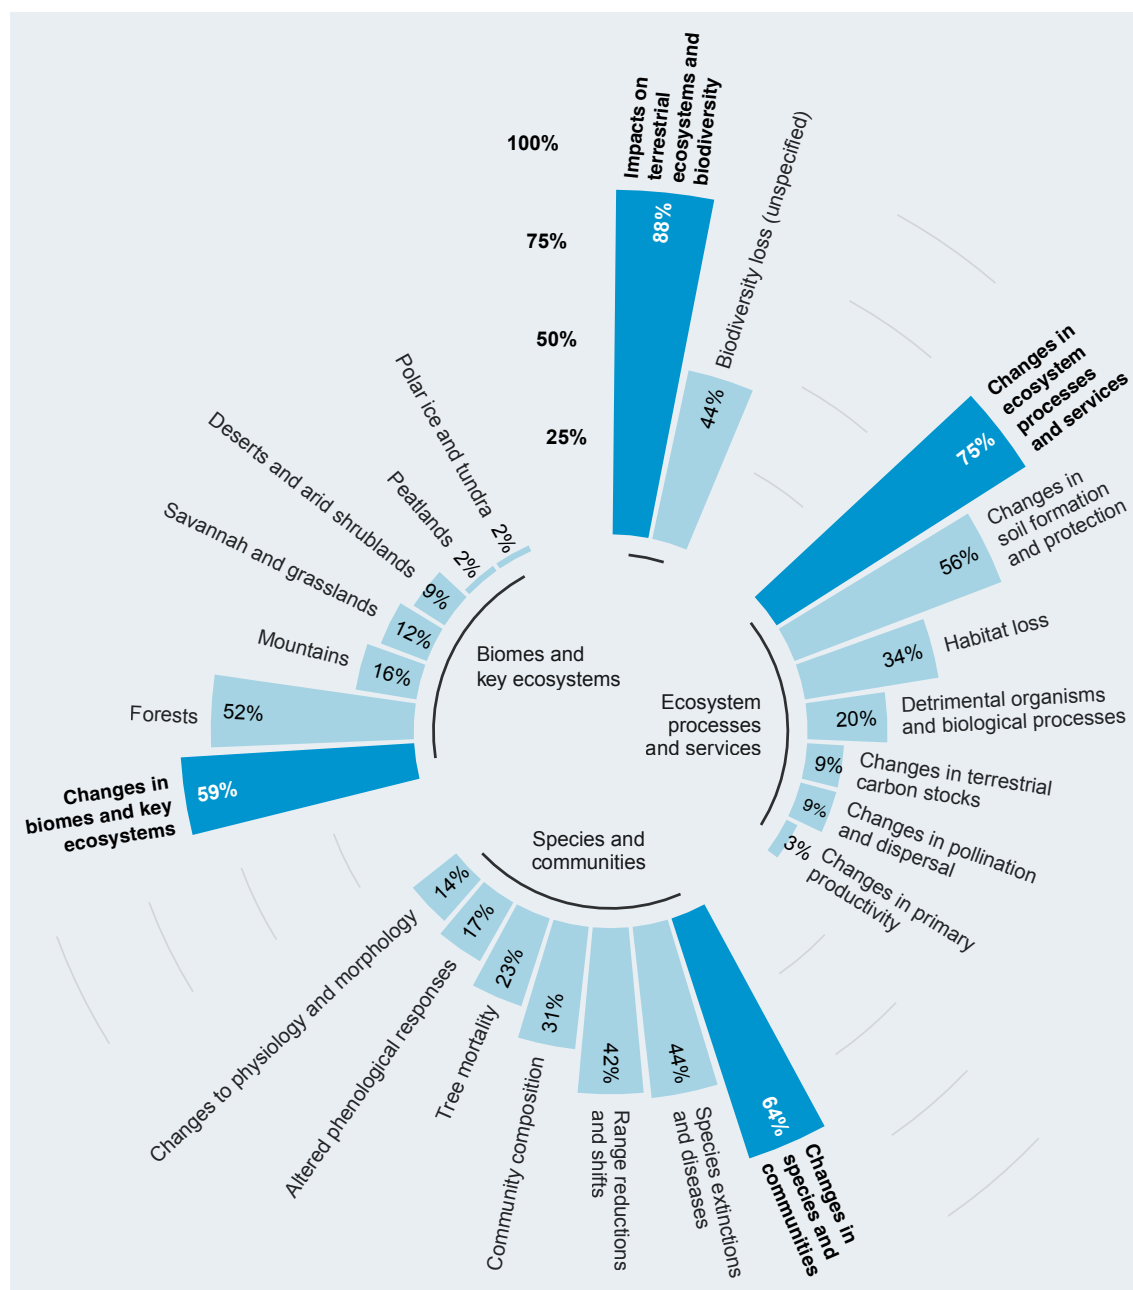 100%
75%
50%
25%
Impacts on
terrestrial
ecosystems and
biodiversity
88%
Biodiversity loss (unspecified)
44%
Changes in
ecosystem
processes
and services
75%
Changes in
soil formation
and protection
56%
Habitat loss
34%
Detrimental organisms
and biological processes
20%
Changes in terrestrial
carbon stocks
9%
Changes in pollination
and dispersal
9%
Changes in primary
productivity
3%
Ecosystem
processes
and services
Changes in
species and
communities
64%
Species extinctions
and diseases
44%
Range reductions
and shifts
42%
Community composition
31%
Tree mortality
23%
Altered phenological responses
17%
Changes to physiology and morphology
14%
Species and
communities
Changes in
biomes and key
ecosystems
59%
Forests
52%
Mountains
16%
Savannah and grasslands
12%
Deserts and arid shrublands
9%
Peatlands
2%
Polar ice and tundra
2%
Biomes and
key ecosystems